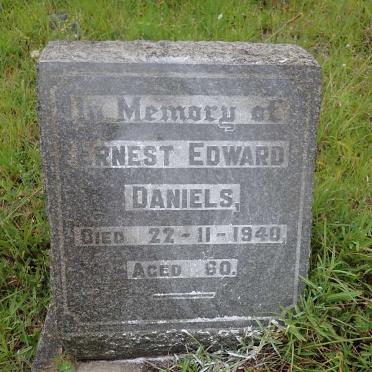 In Memory of
ERNEST EDWARD
DANIELS,
DIED 22-11-1940,
AGED 60.